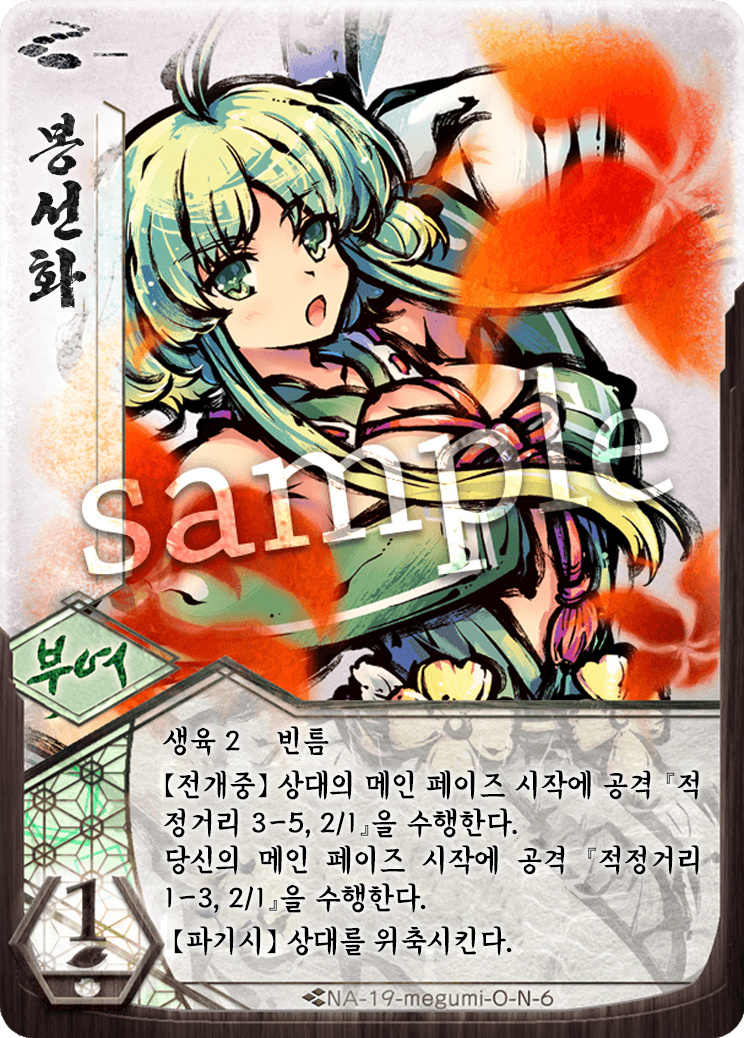 봉선화
sample
부여
생육 2 빈틈
【전개중】 상대의 메인 페이즈 시작에 공격 『적
정거리 3-5, 2/1』을 수행한다.
당신의 메인 페이즈 시작에 공격 『적정거리
1-3, 2/1』을 수행한다.
【파기시】 상대를 위축시킨다.
1
NA-19-megumi-O-N-6